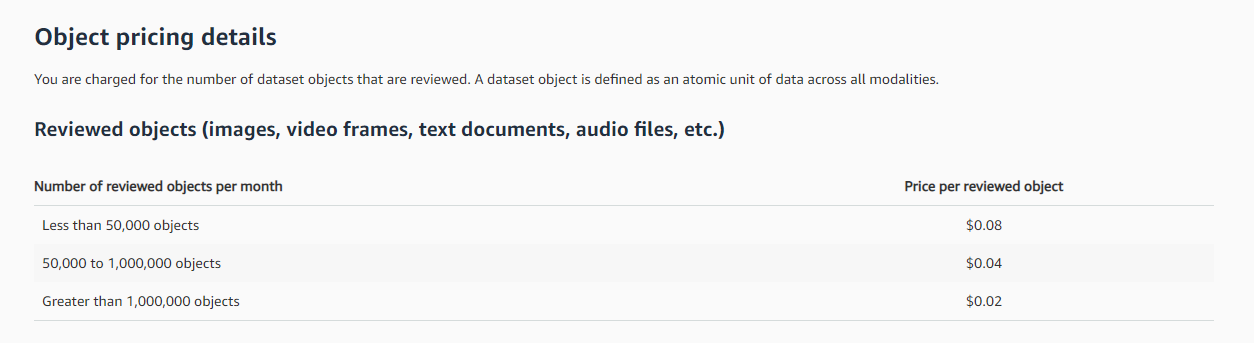 Object pricing details
You are charged for the number of dataset objects that are reviewed. A dataset object is defined as an atomic unit of data across all modalities.
Reviewed objects (images, video frames, text documents, audio files, etc.)
Number of reviewed objects per month Price per reviewed object
Less than 50,000 objects $0.08
50,000 to 1,000,000 objects $0.04
Greater than 1,000,000 objects $0.02